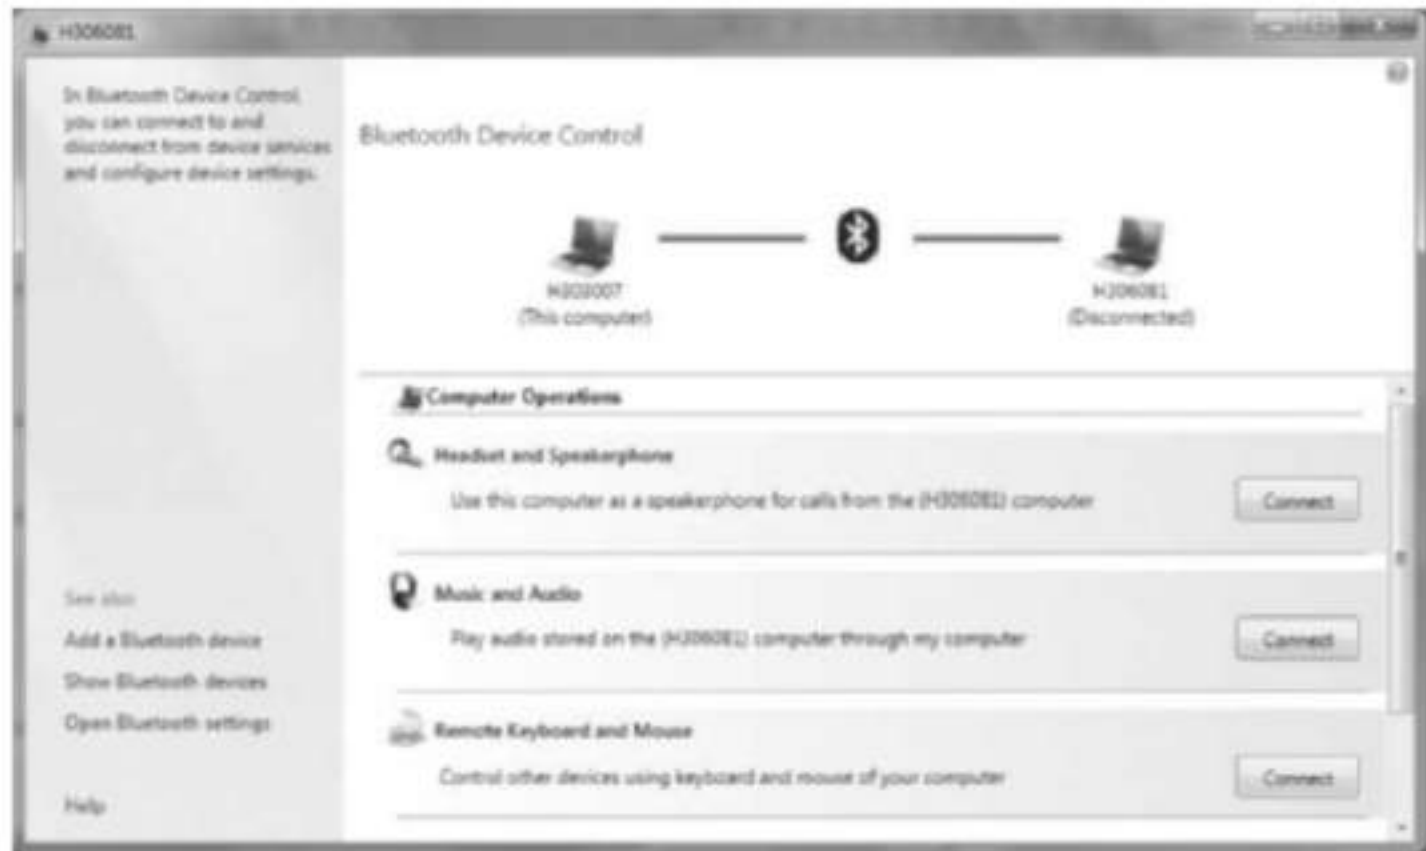 H306081
In Bluetooth Device Control,
you can connect to and
disconnect from device services
and configure device settings.
Bluetooth Device Control
H303007
(This computer)
H306081
(Disconnected)
Computer Operations
Headset and Speakerphone
Use this computer as a speakerphone for calls from the (H306081) computer
Connect
Music and Audio
Play audio stored on the (H306081) computer through my computer
Connect
Remote Keyboard and Mouse
Control other devices using keyboard and mouse of your computer
Connect
See also
Add a Bluetooth device
Show Bluetooth devices
Open Bluetooth settings
Help